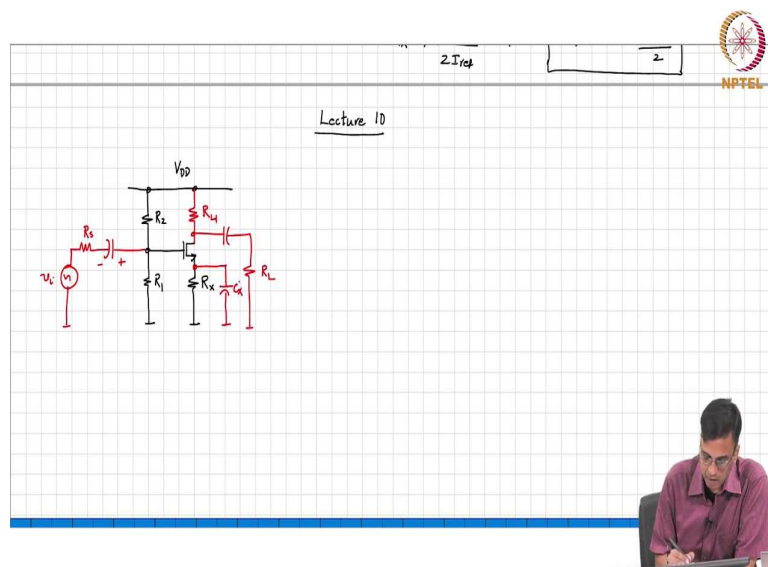 2Iref
2
NPTEL
Lecture 10
VDD
R2
R4
Rs
- +
vi
R1
Rx
Cx
RL